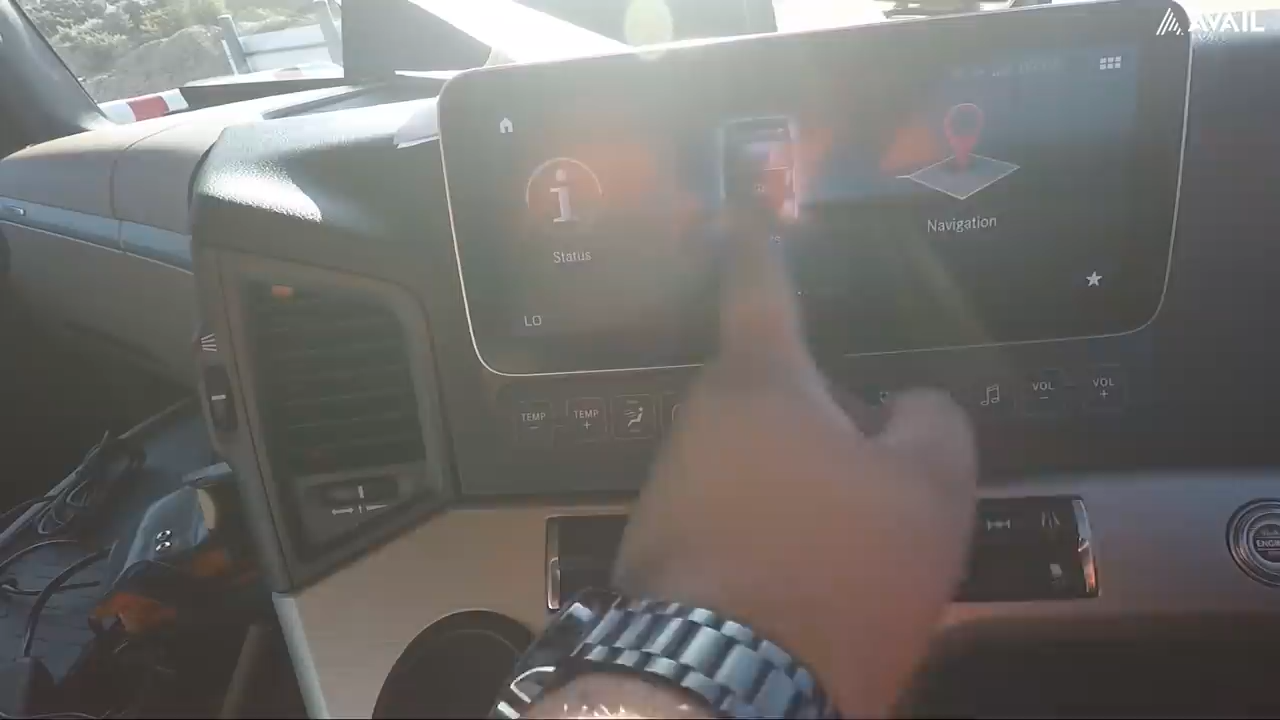 AVAIL
Status
Navigation
LO
TEMP
−
TEMP
+
VOL
−
VOL
+